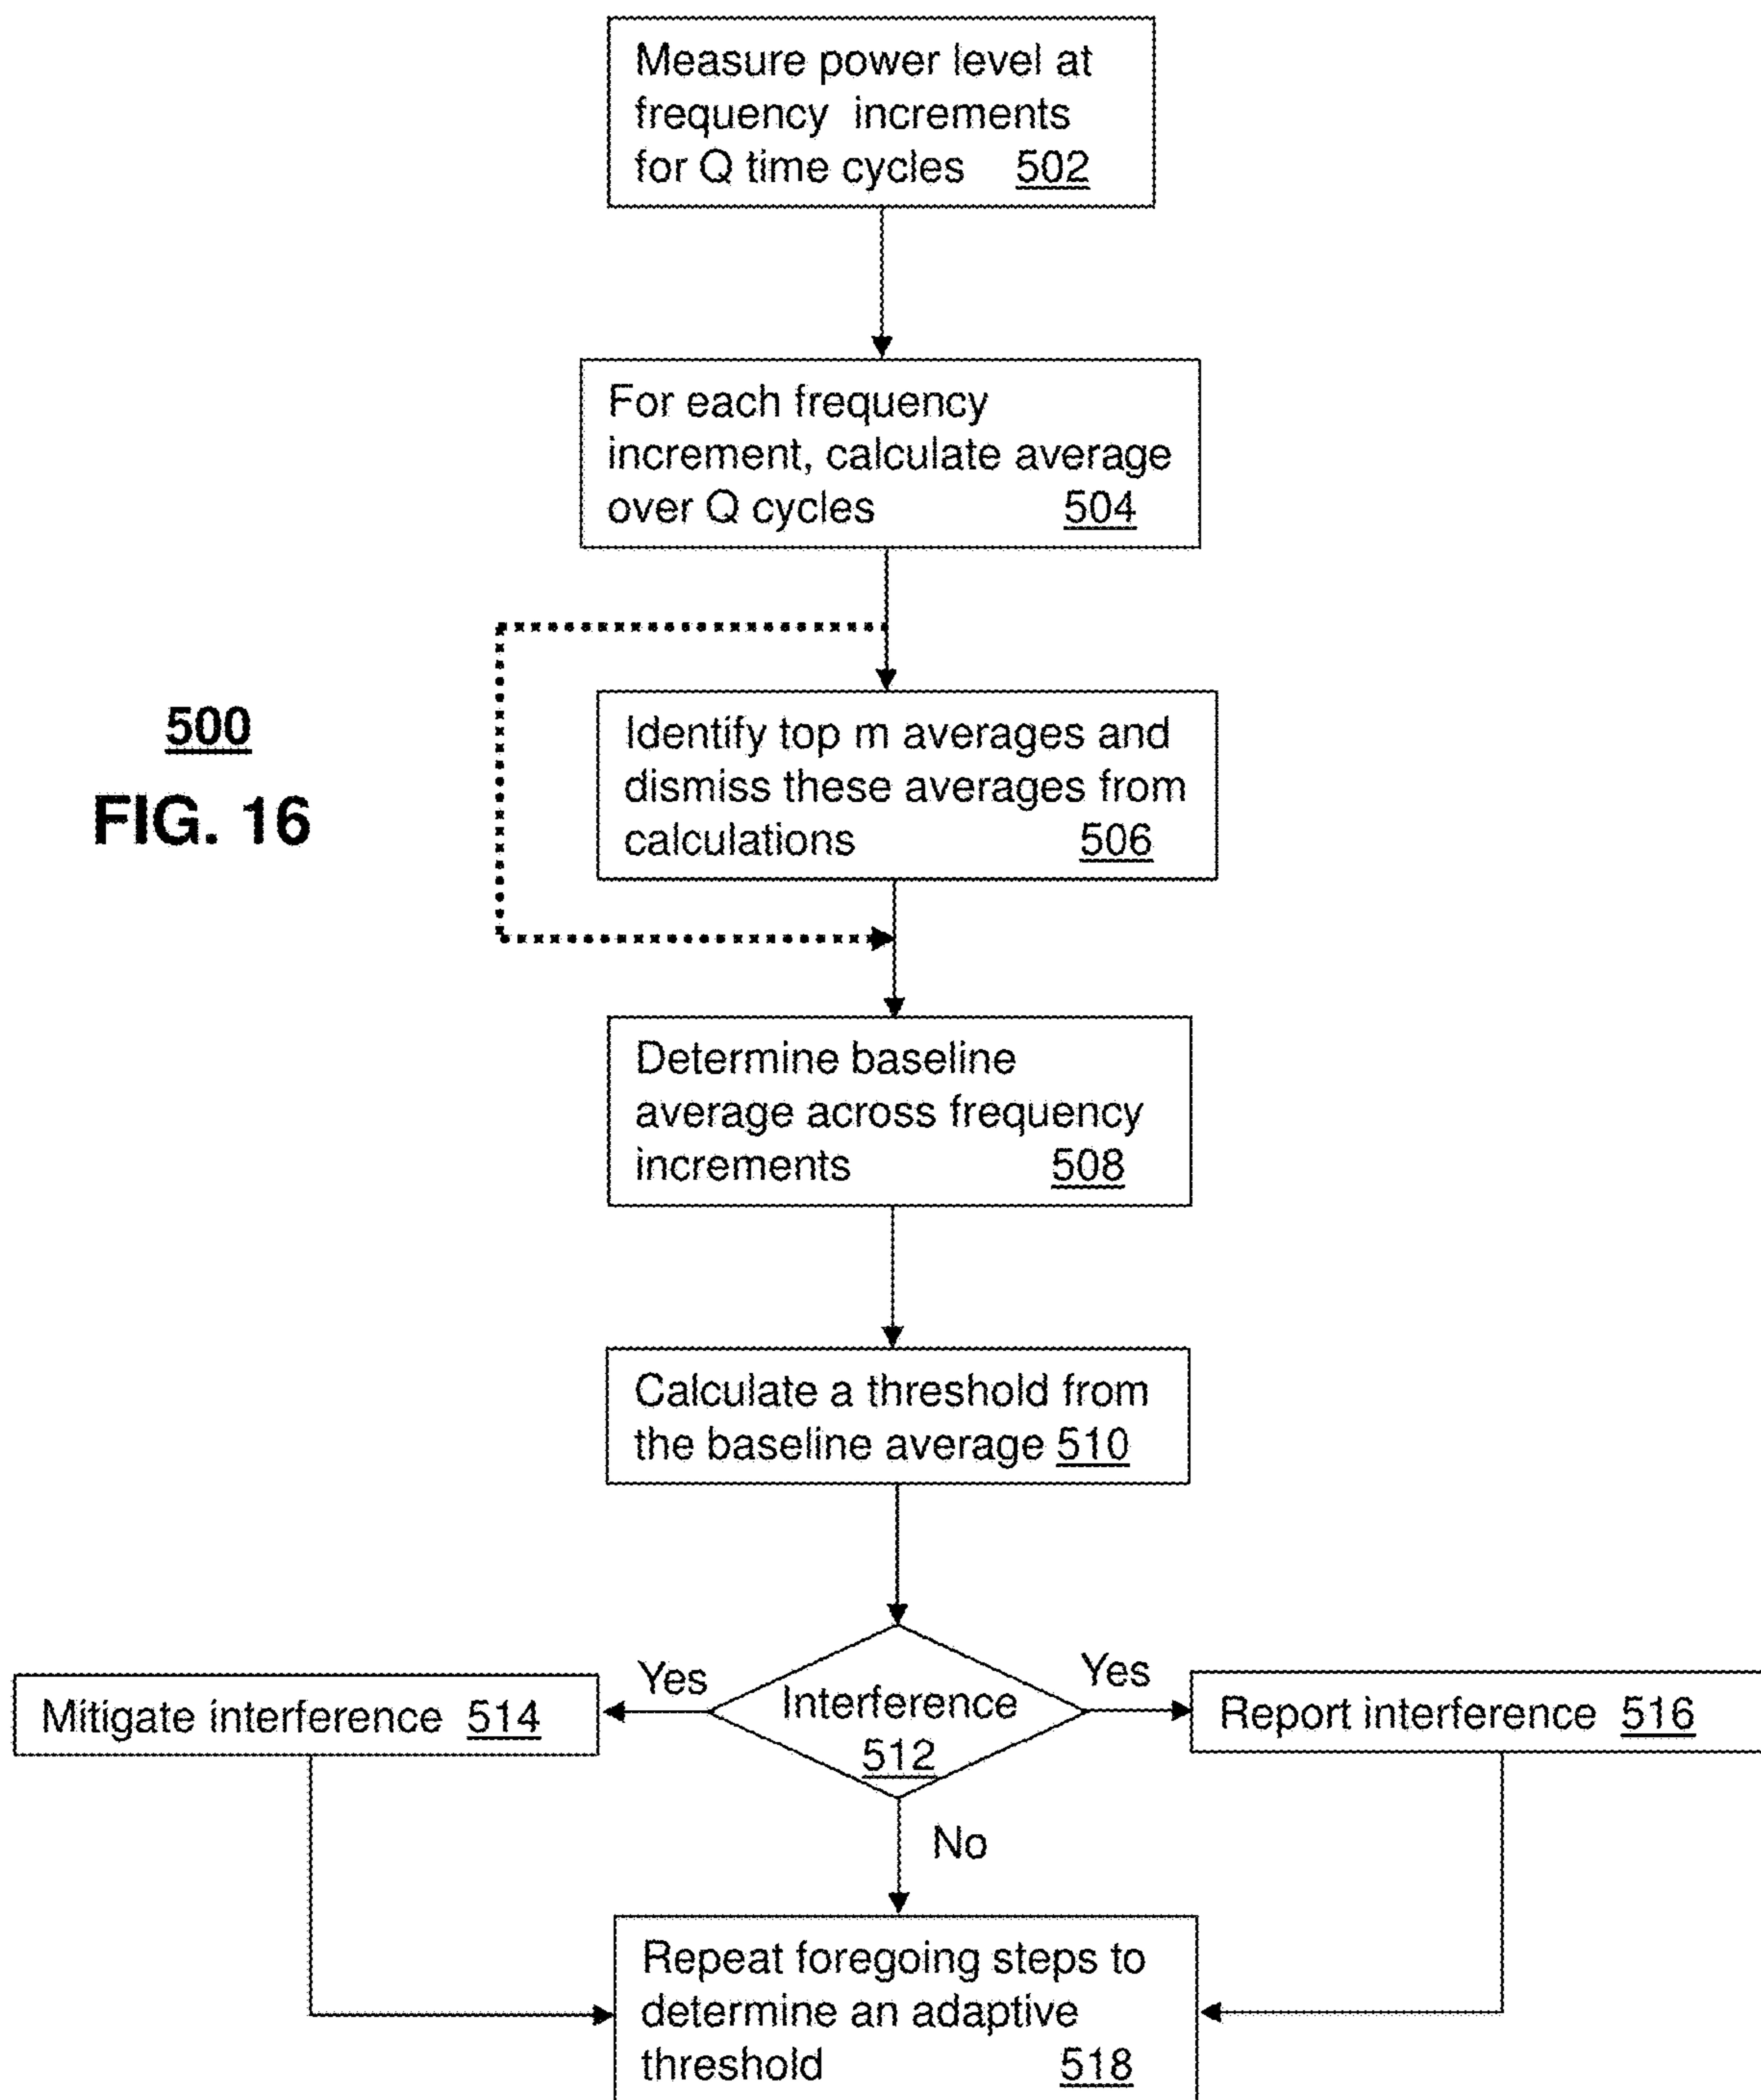 Measure power level at
frequency increments
for Q time cycles 502
For each frequency
increment, calculate average
over Q cycles 504
500
FIG. 16
Identify top m averages and
dismiss these averages from
calculations 506
Determine baseline
average across frequency
increments 508
Calculate a threshold from
the baseline average 510
Yes
Yes
Mitigate interference 514
Interference
512
Report interference 516
No
Repeat foregoing steps to
determine an adaptive
threshold 518